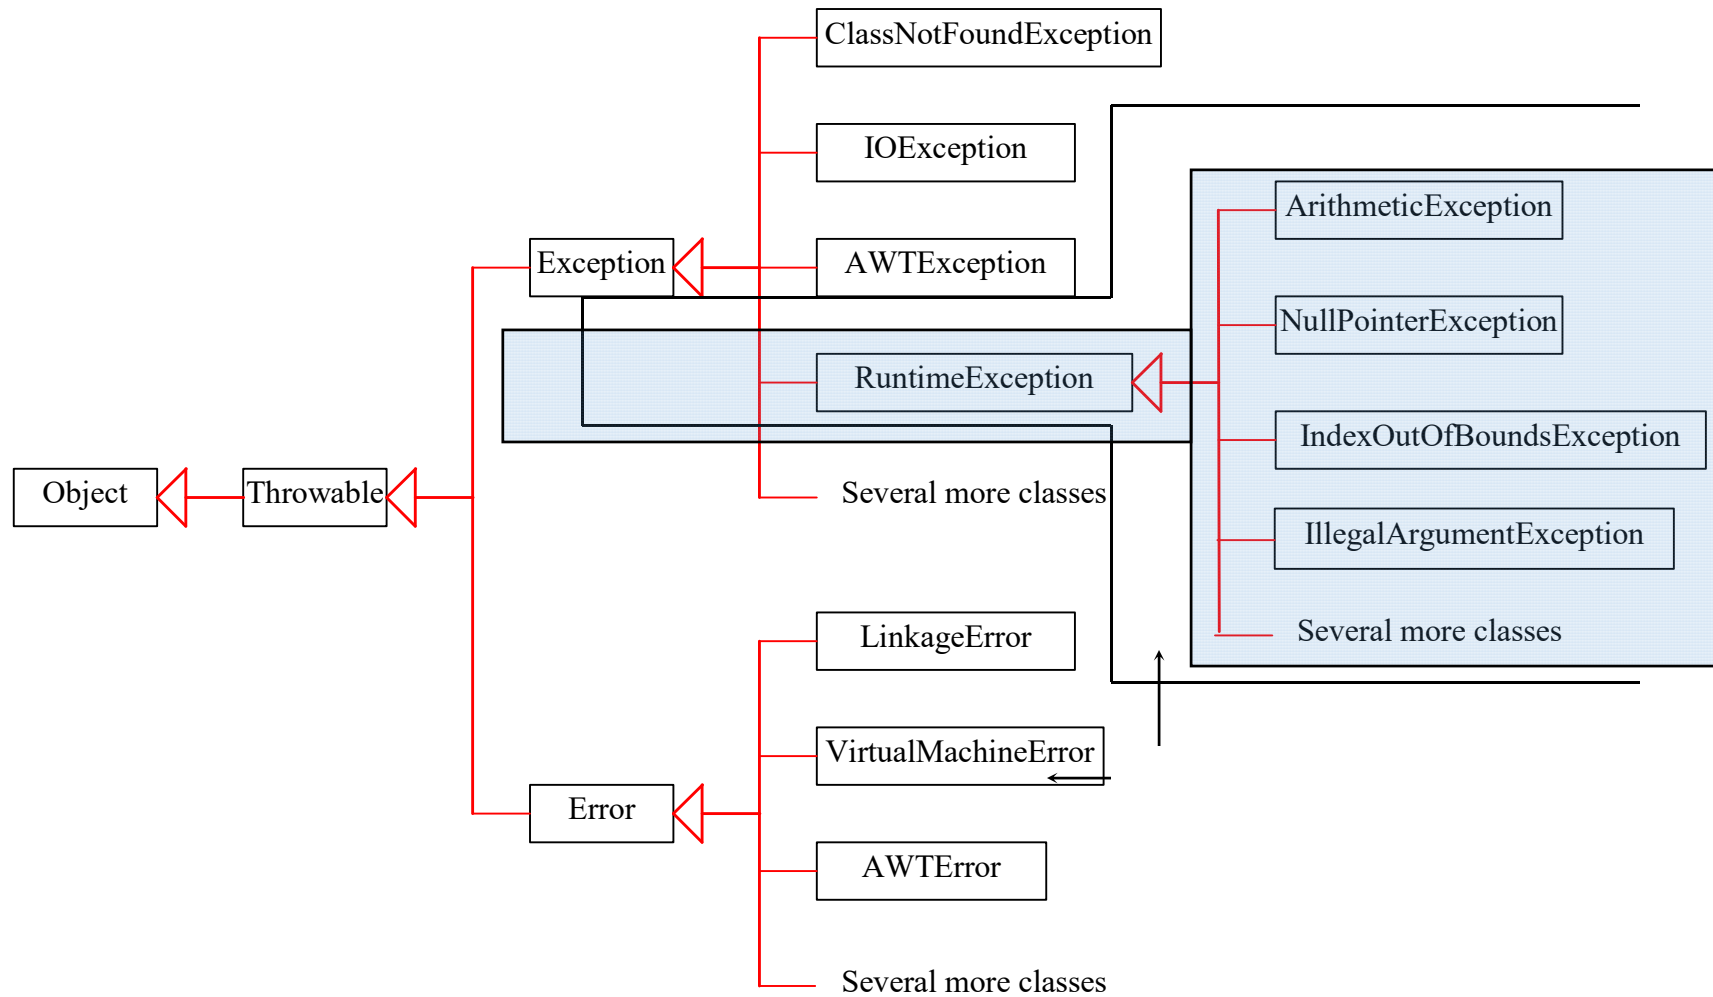 ClassNotFoundException
IOException
ArithmeticException
Exception
AWTException
NullPointerException
RuntimeException
IndexOutOfBoundsException
Object
Throwable
Several more classes
IllegalArgumentException
LinkageError
Several more classes
VirtualMachineError
Error
AWTError
Several more classes